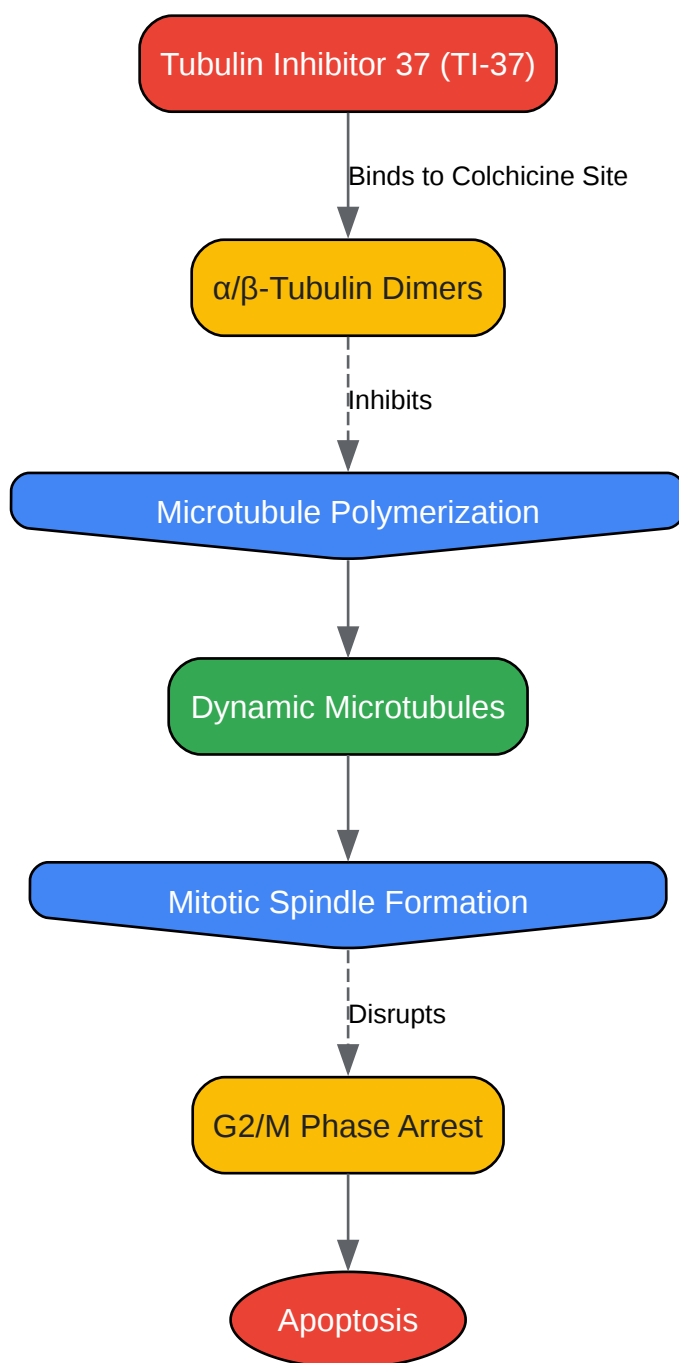 Tubulin Inhibitor 37 (TI-37)
Binds to Colchicine Site
α/β-Tubulin Dimers
Inhibits
Microtubule Polymerization
Dynamic Microtubules
Mitotic Spindle Formation
Disrupts
G2/M Phase Arrest
Apoptosis